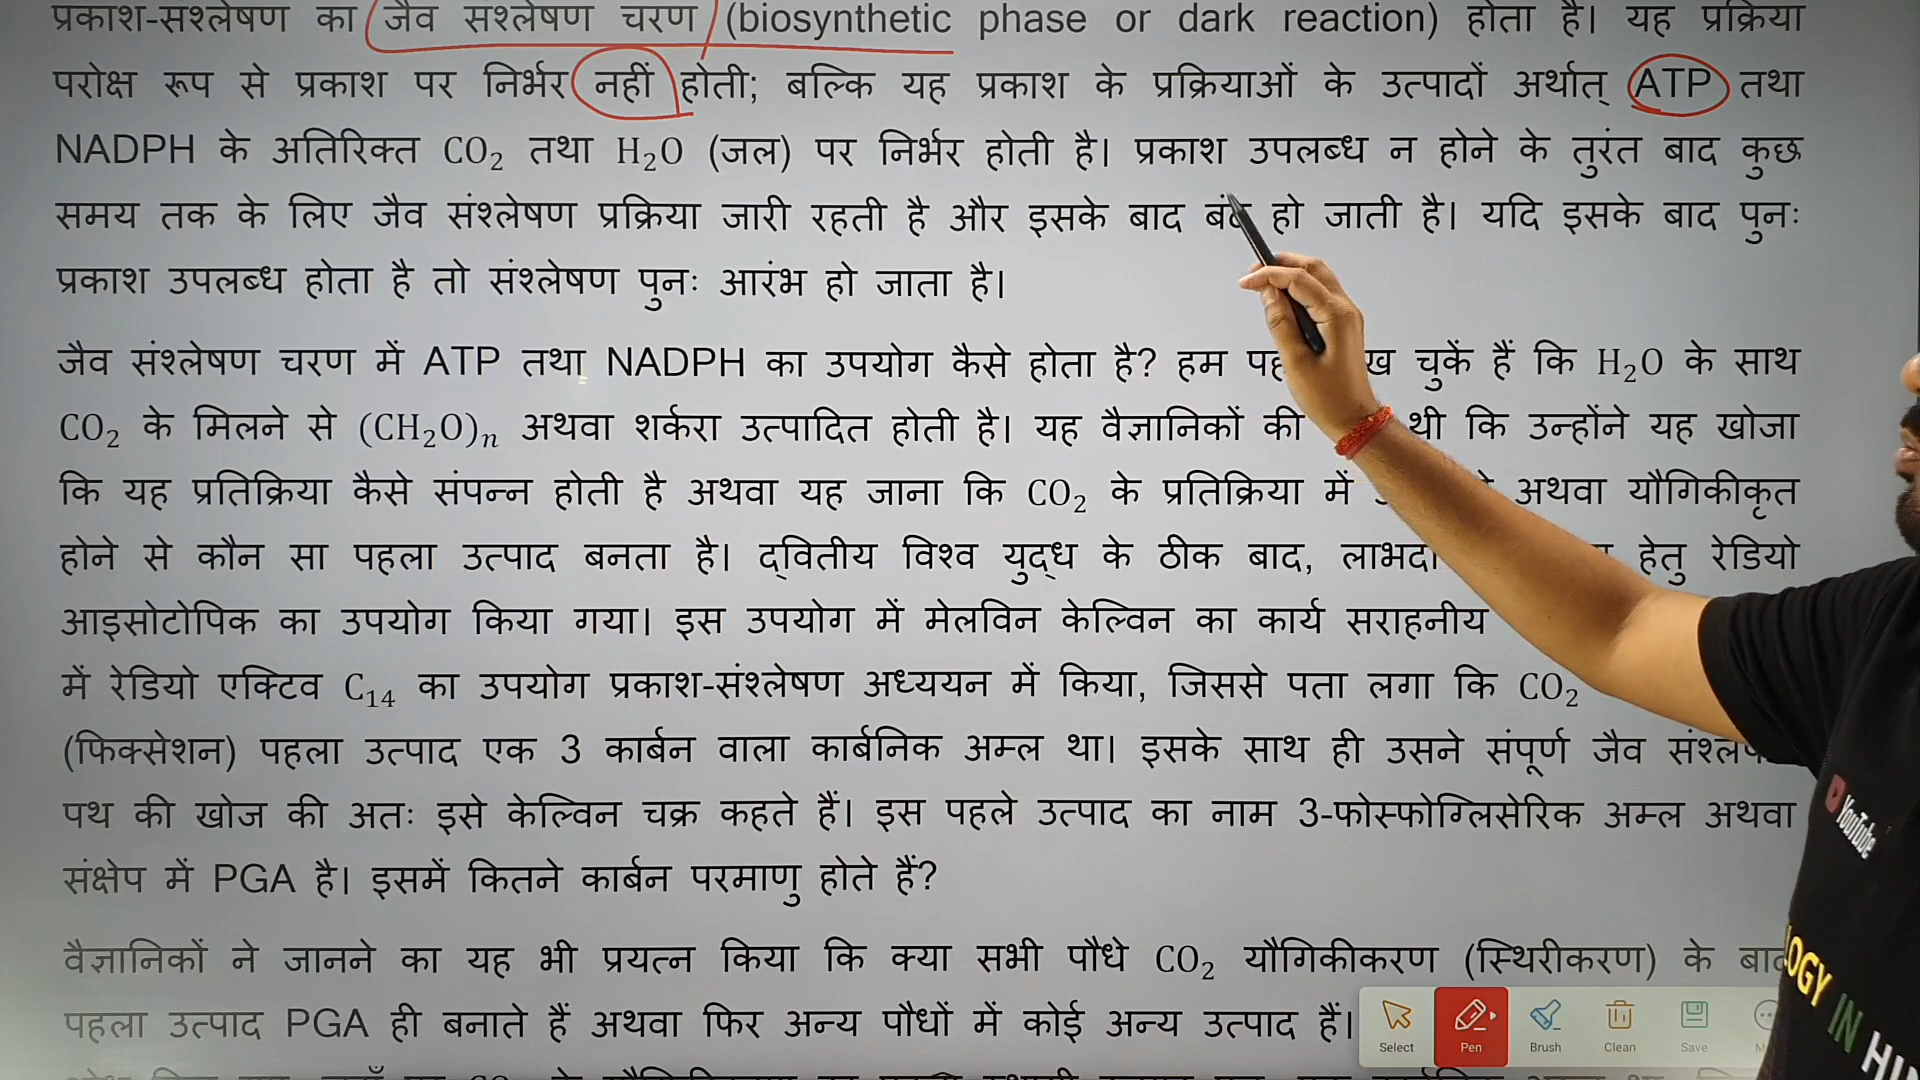 प्रकाश-संश्लेषण का जैव संश्लेषण चरण (biosynthetic phase or dark reaction) होता है। यह प्रक्रिया
परोक्ष रूप से प्रकाश पर निर्भर नहीं होती; बल्कि यह प्रकाश के प्रक्रियाओं के उत्पादों अर्थात् ATP तथा
NADPH के अतिरिक्त CO₂ तथा H₂O (जल) पर निर्भर होती है। प्रकाश उपलब्ध न होने के तुरंत बाद कुछ
समय तक के लिए जैव संश्लेषण प्रक्रिया जारी रहती है और इसके बाद बंद हो जाती है। यदि इसके बाद पुनः
प्रकाश उपलब्ध होता है तो संश्लेषण पुनः आरंभ हो जाता है।
जैव संश्लेषण चरण में ATP तथा NADPH का उपयोग कैसे होता है? हम चुकें हैं कि H₂O के साथ
CO₂ के मिलने से (CH₂O)ₙ अथवा शर्करा उत्पादित होती है। यह वैज्ञानिकों की थी कि उन्होंने यह खोजा
कि यह प्रतिक्रिया कैसे संपन्न होती है अथवा यह जाना कि CO₂ के प्रतिक्रिया में अथवा यौगिकीकृत
होने से कौन सा पहला उत्पाद बनता है। द्वितीय विश्व युद्ध के ठीक बाद, हेतु रेडियो
आइसोटोपिक का उपयोग किया गया। इस उपयोग में मेलविन केल्विन का कार्य सराहनीय
में रेडियो एक्टिव C₁₄ का उपयोग प्रकाश-संश्लेषण अध्ययन में किया, जिससे पता लगा कि CO₂
(फिक्सेशन) पहला उत्पाद एक 3 कार्बन वाला कार्बनिक अम्ल था। इसके साथ ही उसने संपूर्ण जैव
पथ की खोज की अतः इसे केल्विन चक्र कहते हैं। इस पहले उत्पाद का नाम 3-फोस्फोग्लिसेरिक अम्ल अथवा
संक्षेप में PGA है। इसमें कितने कार्बन परमाणु होते हैं?
वैज्ञानिकों ने जानने का यह भी प्रयत्न किया कि क्या सभी पौधे CO₂ यौगिकीकरण (स्थिरीकरण) के बाद
पहला उत्पाद PGA ही बनाते हैं अथवा फिर अन्य पौधों में कोई अन्य उत्पाद हैं।
Select Pen Brush Clean Save
YouTube
OGY IN HI